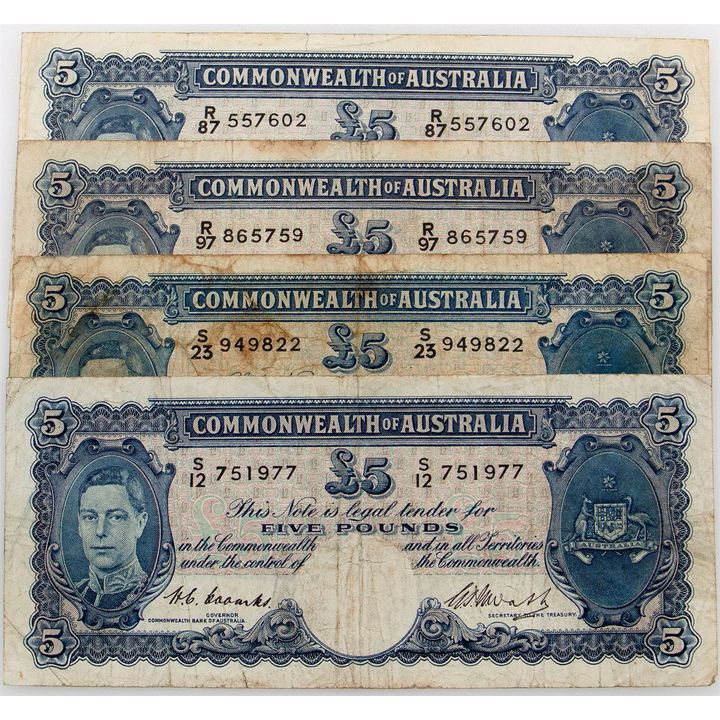 5 COMMONWEALTH OF AUSTRALIA 5
R 87 557602 £5 R 87 557602
5 COMMONWEALTH OF AUSTRALIA 5
R 97 865759 £5 R 97 865759
5 COMMONWEALTH OF AUSTRALIA 5
S 23 949822 £5 S 23 949822
5 COMMONWEALTH OF AUSTRALIA 5
S 12 751977 £5 S 12 751977
This Note is legal tender for
FIVE POUNDS
in the Commonwealth and in all Territories
under the control of the Commonwealth.
AUSTRALIA
GOVERNOR SECRETARY TO THE TREASURY
COMMONWEALTH BANK OF AUSTRALIA.
5 5